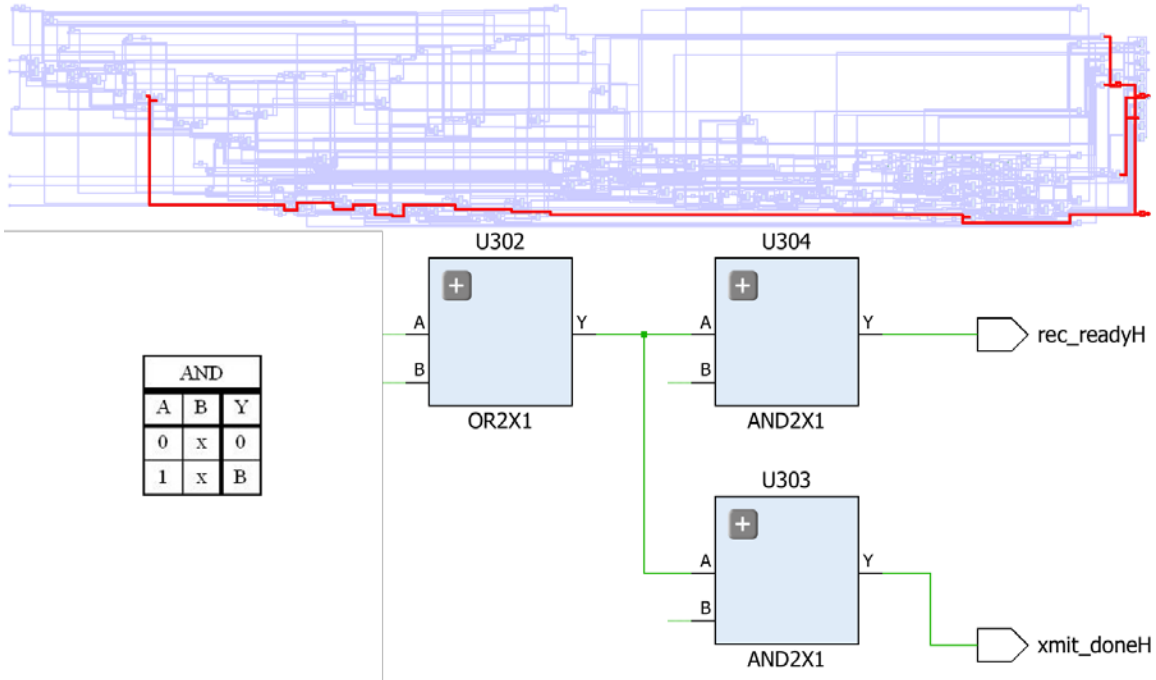 U302
U304
A
Y
A
Y
rec_readyH
B
B
OR2X1
AND2X1
AND
A B Y
0 x 0
1 x B
U303
A
Y
B
xmit_doneH
AND2X1